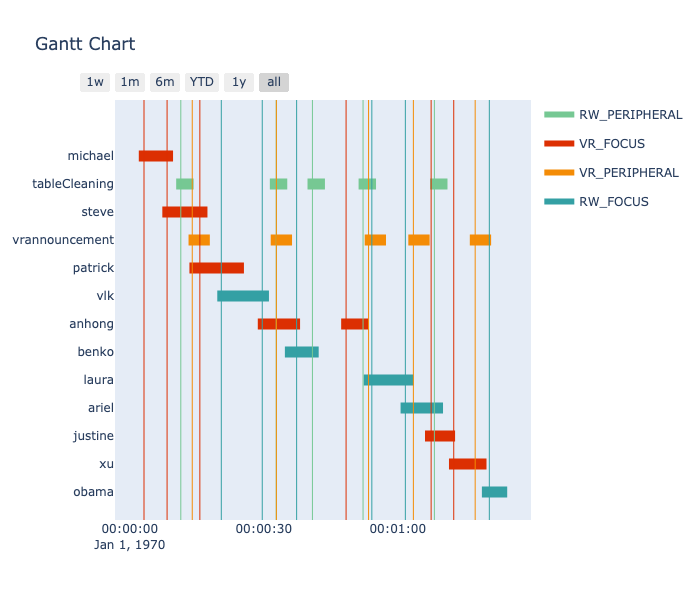 Gantt Chart
1w 1m 6m YTD 1y all
RW_PERIPHERAL
VR_FOCUS
VR_PERIPHERAL
RW_FOCUS
michael
tableCleaning
steve
vrannouncement
patrick
vlk
anhong
benko
laura
ariel
justine
xu
obama
00:00:00 00:00:30 00:01:00
Jan 1, 1970